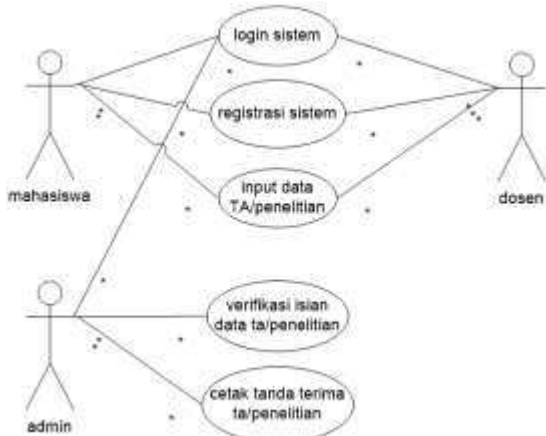 login sistem
registrasi sistem
mahasiswa
input data
TA/penelitian
dosen
verifikasi isian
data ta/penelitian
cetak tanda terima
ta/penelitian
admin